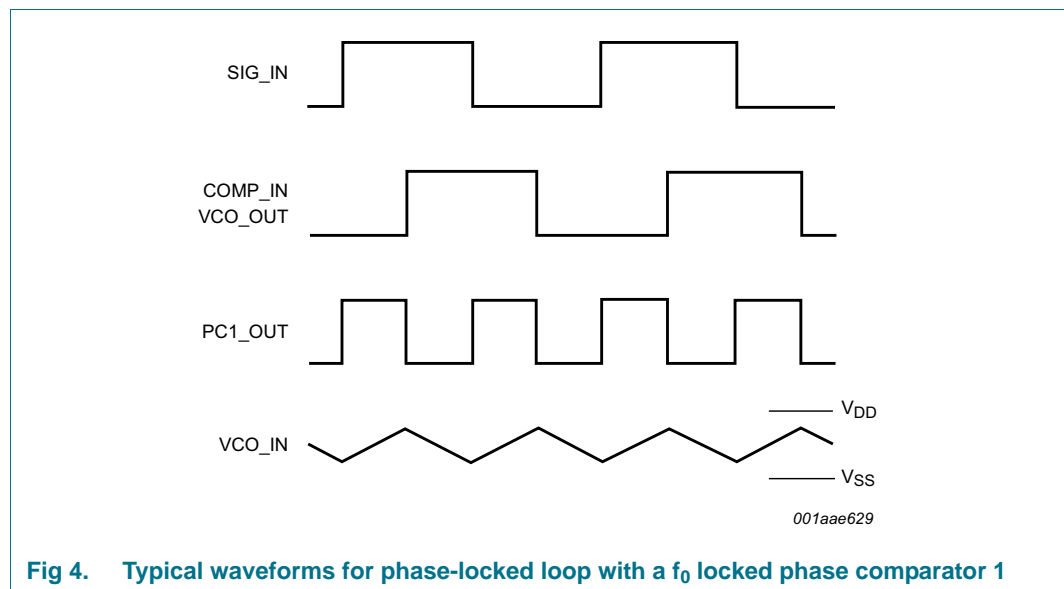 SIG_IN
COMP_IN
VCO_OUT
PC1_OUT
VDD
VCO_IN
VSS
001aae629
Fig 4. Typical waveforms for phase-locked loop with a f0 locked phase comparator 1